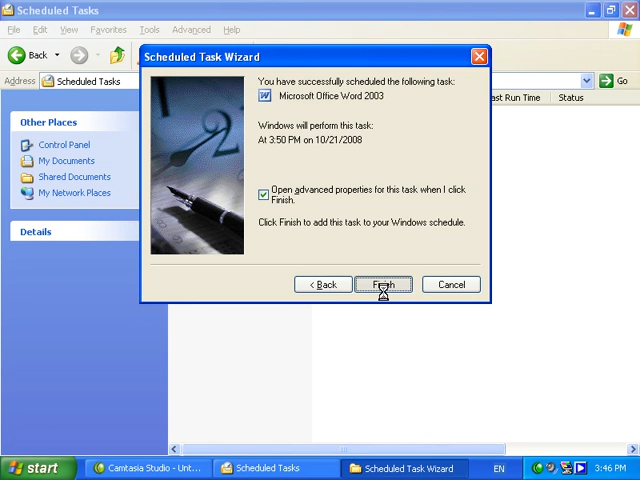 Scheduled Tasks
File Edit View Favorites Tools Advanced Help
Back
Address Scheduled Tasks Go
Last Run Time Status
Other Places
Control Panel
My Documents
Shared Documents
My Network Places
Details
Scheduled Task Wizard
You have successfully scheduled the following task:
Microsoft Office Word 2003
Windows will perform this task:
At 3:50 PM on 10/21/2008
Open advanced properties for this task when I click
Finish.
Click Finish to add this task to your Windows schedule.
< Back Finish Cancel
start Camtasia Studio - Unt... Scheduled Tasks Scheduled Task Wizard EN 3:46 PM